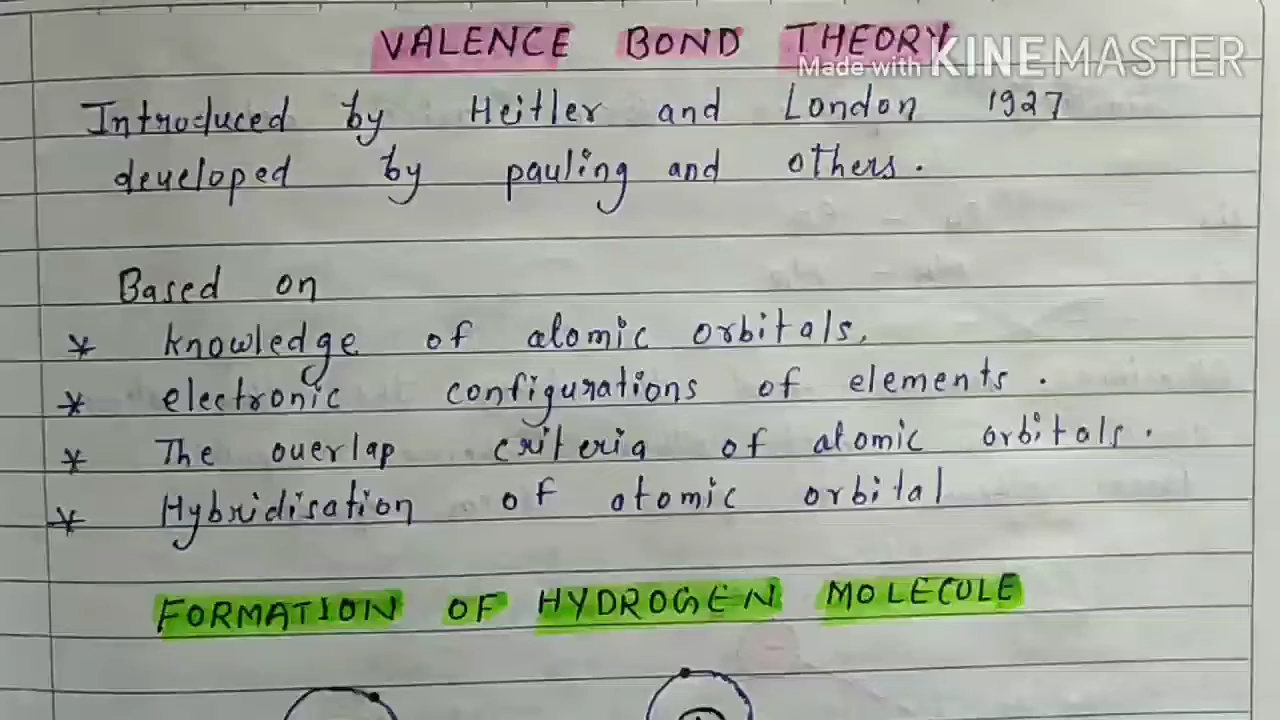 VALENCE BOND THEORY
Made with KINEMASTER
Introduced by Heitler and London 1927
developed by pauling and others.
Based on
* knowledge of atomic orbitals,
* electronic configurations of elements.
* The overlap criteria of atomic orbitals.
* Hybridisation of atomic orbital
FORMATION OF HYDROGEN MOLECULE